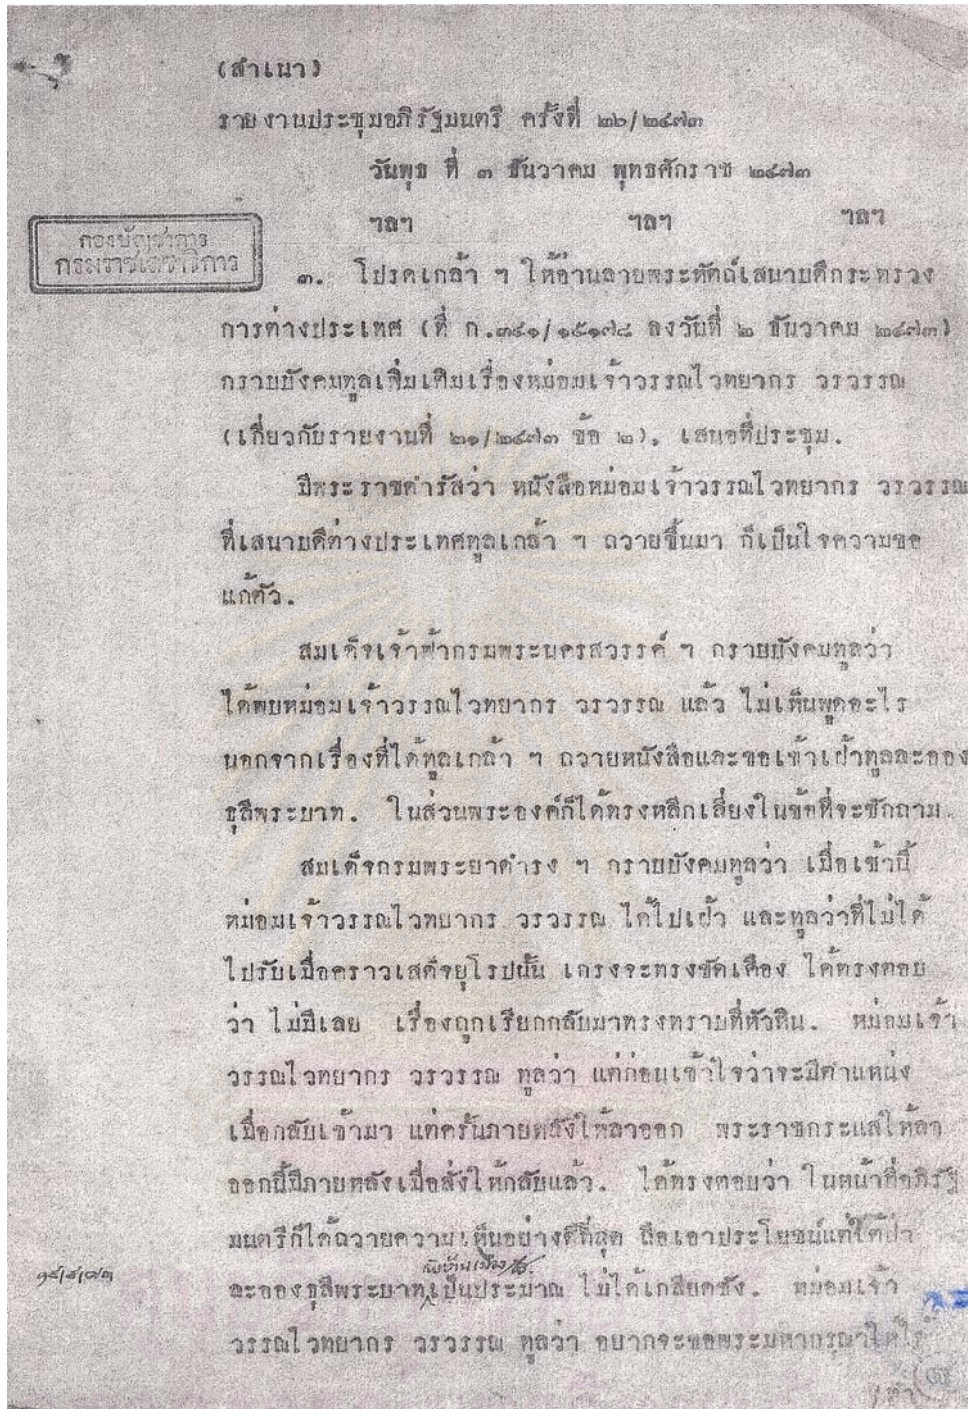 (สำเนา)
รายงานประชุมอภิรัฐมนตรี ครั้งที่ ๒๖/๒๔๗๓
วันพุธ ที่ ๓ ธันวาคม พุทธศักราช ๒๔๗๓
ฯลฯ ฯลฯ ฯลฯ
กองบัญชาการ
กรมราชเลขาธิการ
๓. โปรดเกล้า ฯ ให้อ่านลายพระหัตถ์เสนาบดีกระทรวง
การต่างประเทศ (ที่ ก.๓๔๑/๑๕๑๗๘ ลงวันที่ ๒ ธันวาคม ๒๔๗๓)
กราบบังคมทูลเพิ่มเติมเรื่องหม่อมเจ้าวรรณไวทยากร วรวรรณ
(เกี่ยวกับรายงานที่ ๒๑/๒๔๗๓ ข้อ ๒), เสนอที่ประชุม.
มีพระราชดำรัสว่า หนังสือหม่อมเจ้าวรรณไวทยากร วรวรรณ
ที่เสนาบดีต่างประเทศทูลเกล้า ฯ ถวายขึ้นมา ก็เป็นใจความขอ
แก้ตัว.
สมเด็จเจ้าฟ้ากรมพระนครสวรรค์ ฯ กราบบังคมทูลว่า
ได้พบหม่อมเจ้าวรรณไวทยากร วรวรรณ แล้ว ไม่เห็นพูดอะไร
นอกจากเรื่องที่ได้ทูลเกล้า ฯ ถวายหนังสือและขอเข้าเฝ้าทูลละออง
ธุลีพระบาท. ในส่วนพระองค์ก็ได้ทรงหลีกเลี่ยงในข้อที่จะซักถาม.
สมเด็จกรมพระยาดำรง ฯ กราบบังคมทูลว่า เมื่อเช้านี้
หม่อมเจ้าวรรณไวทยากร วรวรรณ ได้ไปเฝ้า และทูลว่าที่ไม่ได้
ไปรับเมื่อคราวเสด็จยุโรปนั้น เกรงจะทรงขัดเคือง ได้ทรงตอบ
ว่า ไม่มีเลย เรื่องถูกเรียกกลับมาทรงทราบที่หัวหิน. หม่อมเจ้า
วรรณไวทยากร วรวรรณ ทูลว่า แต่ก่อนเข้าใจว่าจะมีตำแหน่ง
เมื่อกลับเข้ามา แต่ครั้นภายหลังให้ลาออก พระราชกระแสให้ลา
ออกนี้มีภายหลังเมื่อสั่งให้กลับแล้ว. ได้ทรงตอบว่า ในหน้าที่อภิรัฐ
มนตรีก็ได้ถวายความเห็นอย่างดีที่สุด ถือเอาประโยชน์แต่ใต้ฝ่า
ละอองธุลีพระบาท เป็นประมาณ ไม่ได้เกลียดชัง. หม่อมเจ้า
วรรณไวทยากร วรวรรณ ทูลว่า อยากจะขอพระมหากรุณาให้ได้
/ทำ